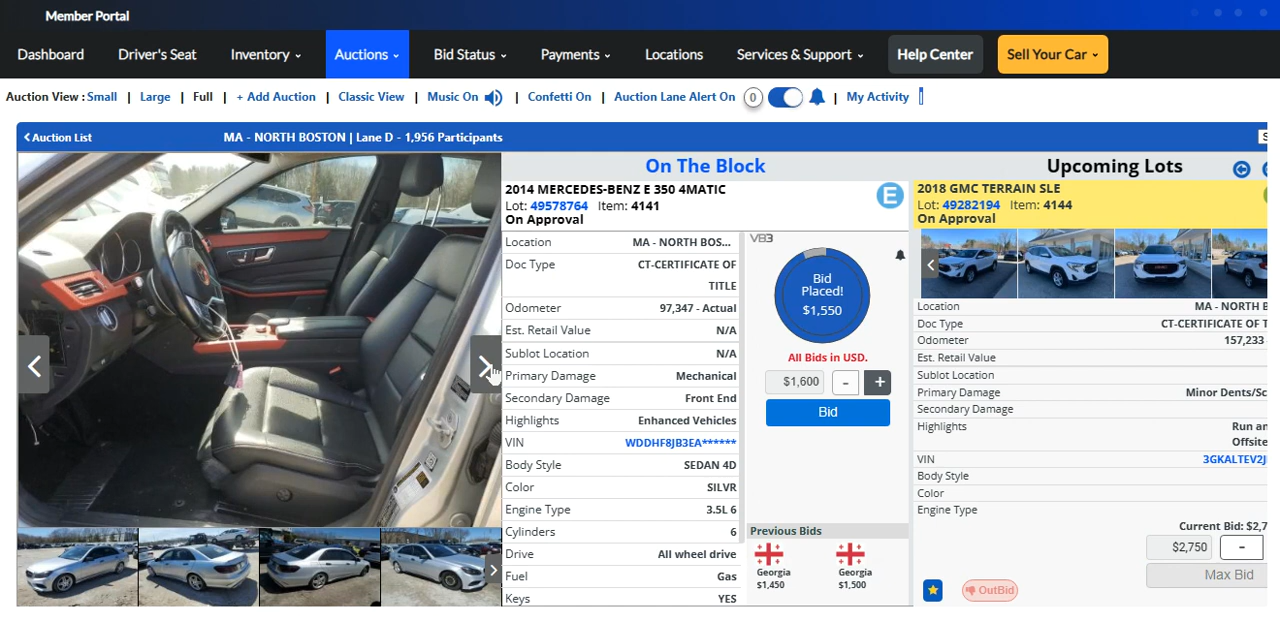 Member Portal
Dashboard Driver's Seat Inventory Auctions Bid Status Payments Locations Services & Support Help Center Sell Your Car
Auction View : Small | Large | Full | + Add Auction | Classic View | Music On | Confetti On | Auction Lane Alert On 0 | My Activity
Auction List MA - NORTH BOSTON | Lane D - 1,956 Participants
On The Block
2014 MERCEDES-BENZ E 350 4MATIC
Lot: 49578764 Item: 4141
On Approval
E
Location MA - NORTH BOS...
Doc Type CT-CERTIFICATE OF
TITLE
Odometer 97,347 - Actual
Est. Retail Value N/A
Sublot Location N/A
Primary Damage Mechanical
Secondary Damage Front End
Highlights Enhanced Vehicles
VIN WDDHF8JB3EA******
Body Style SEDAN 4D
Color SILVR
Engine Type 3.5L 6
Cylinders 6
Drive All wheel drive
Fuel Gas
Keys YES
VB3
Bid
Placed!
$1,550
All Bids in USD.
$1,600 - +
Bid
Previous Bids
Georgia Georgia
$1,450 $1,500
Upcoming Lots
2018 GMC TERRAIN SLE
Lot: 49282194 Item: 4144
On Approval
Location MA - NORTH B
Doc Type CT-CERTIFICATE OF T
Odometer 157,233
Est. Retail Value
Sublot Location
Primary Damage Minor Dents/Sc
Secondary Damage
Highlights Run an
Offsite
VIN 3GKALTEV2J
Body Style
Color
Engine Type
Current Bid: $2,7
$2,750 -
Max Bid
OutBid